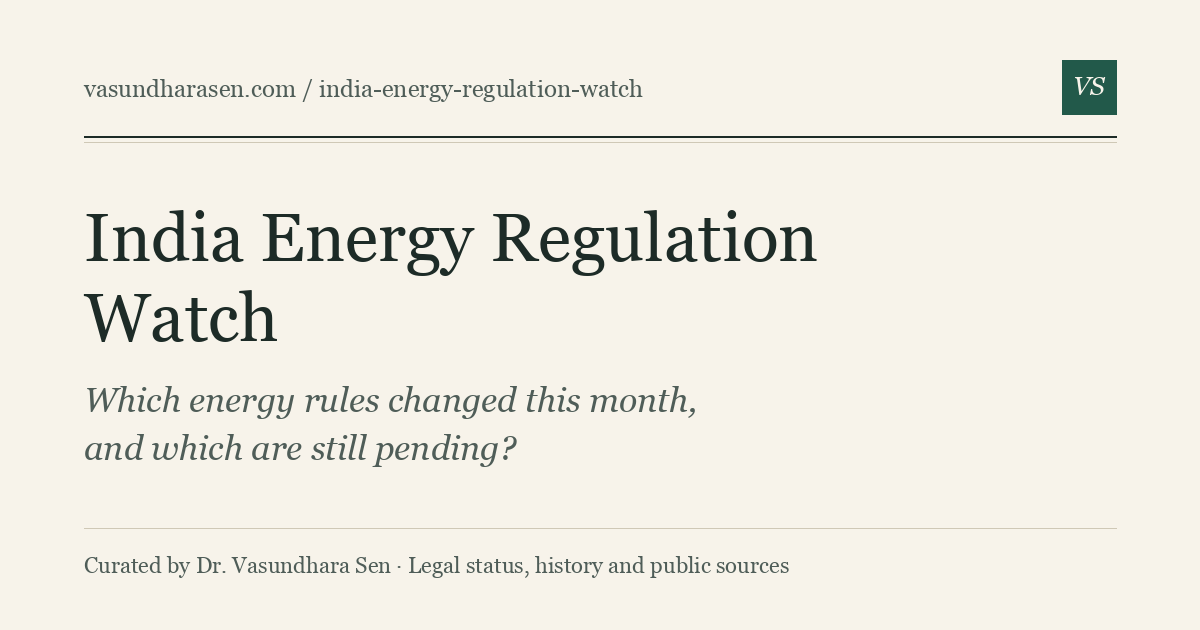 vasundharasen.com / india-energy-regulation-watch
VS
India Energy Regulation
Watch
Which energy rules changed this month,
and which are still pending?
Curated by Dr. Vasundhara Sen · Legal status, history and public sources